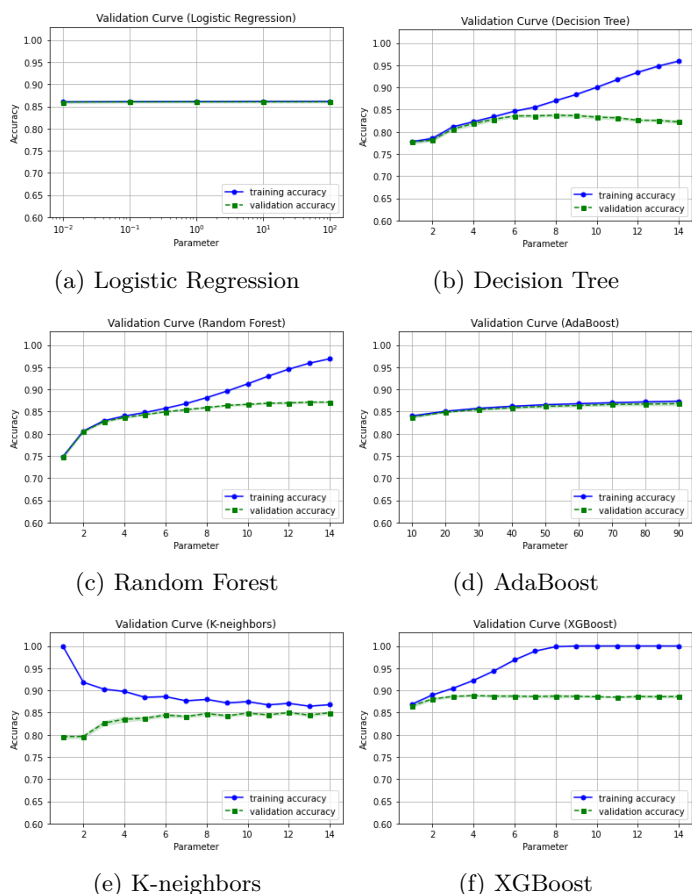 Validation Curve (Logistic Regression)
1.00
0.95
0.90
0.85
0.80
0.75
0.70
0.65
0.60
Accuracy
training accuracy
validation accuracy
10⁻² 10⁻¹ 10⁰ 10¹ 10²
Parameter
(a) Logistic Regression
Validation Curve (Decision Tree)
1.00
0.95
0.90
0.85
0.80
0.75
0.70
0.65
0.60
Accuracy
training accuracy
validation accuracy
2 4 6 8 10 12 14
Parameter
(b) Decision Tree
Validation Curve (Random Forest)
1.00
0.95
0.90
0.85
0.80
0.75
0.70
0.65
0.60
Accuracy
training accuracy
validation accuracy
2 4 6 8 10 12 14
Parameter
(c) Random Forest
Validation Curve (AdaBoost)
1.00
0.95
0.90
0.85
0.80
0.75
0.70
0.65
0.60
Accuracy
training accuracy
validation accuracy
10 20 30 40 50 60 70 80 90
Parameter
(d) AdaBoost
Validation Curve (K-neighbors)
1.00
0.95
0.90
0.85
0.80
0.75
0.70
0.65
0.60
Accuracy
training accuracy
validation accuracy
2 4 6 8 10 12 14
Parameter
(e) K-neighbors
Validation Curve (XGBoost)
1.00
0.95
0.90
0.85
0.80
0.75
0.70
0.65
0.60
Accuracy
training accuracy
validation accuracy
2 4 6 8 10 12 14
Parameter
(f) XGBoost